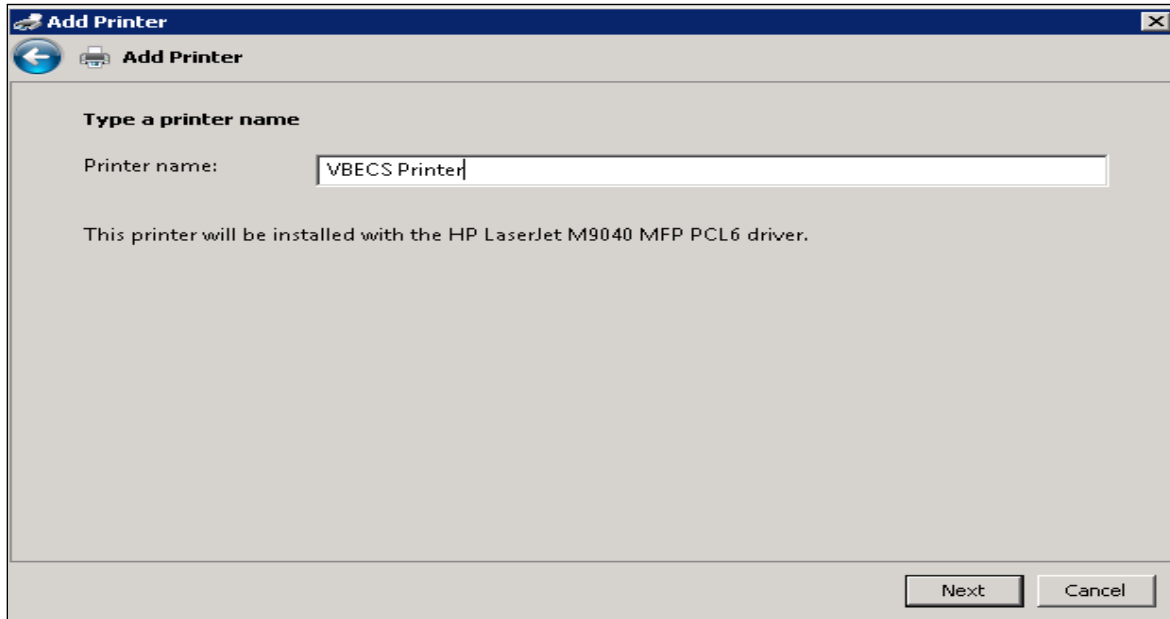 Add Printer
Add Printer
Type a printer name
Printer name: VBECS Printer
This printer will be installed with the HP LaserJet M9040 MFP PCL6 driver.
Next Cancel